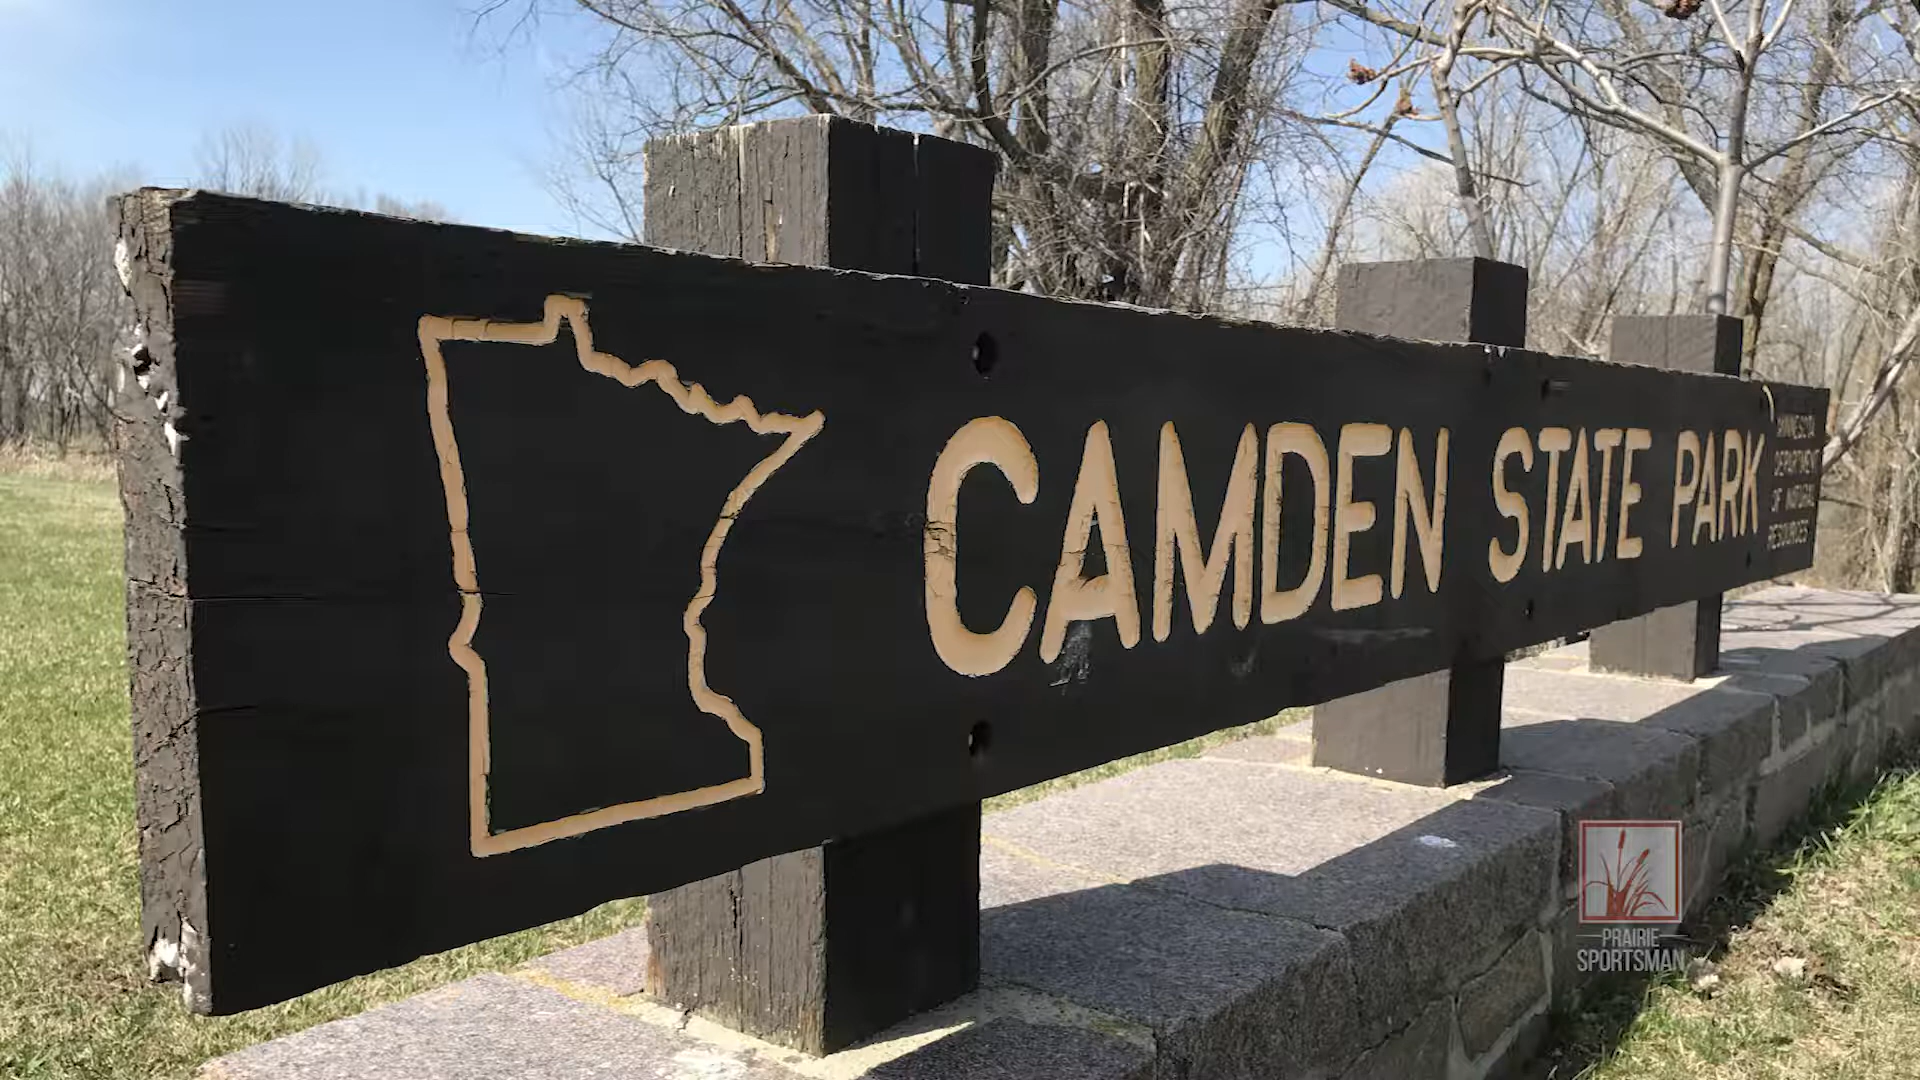 CAMDEN STATE PARK
MINNESOTA
DEPARTMENT
OF NATURAL
RESOURCES
PRAIRIE
SPORTSMAN